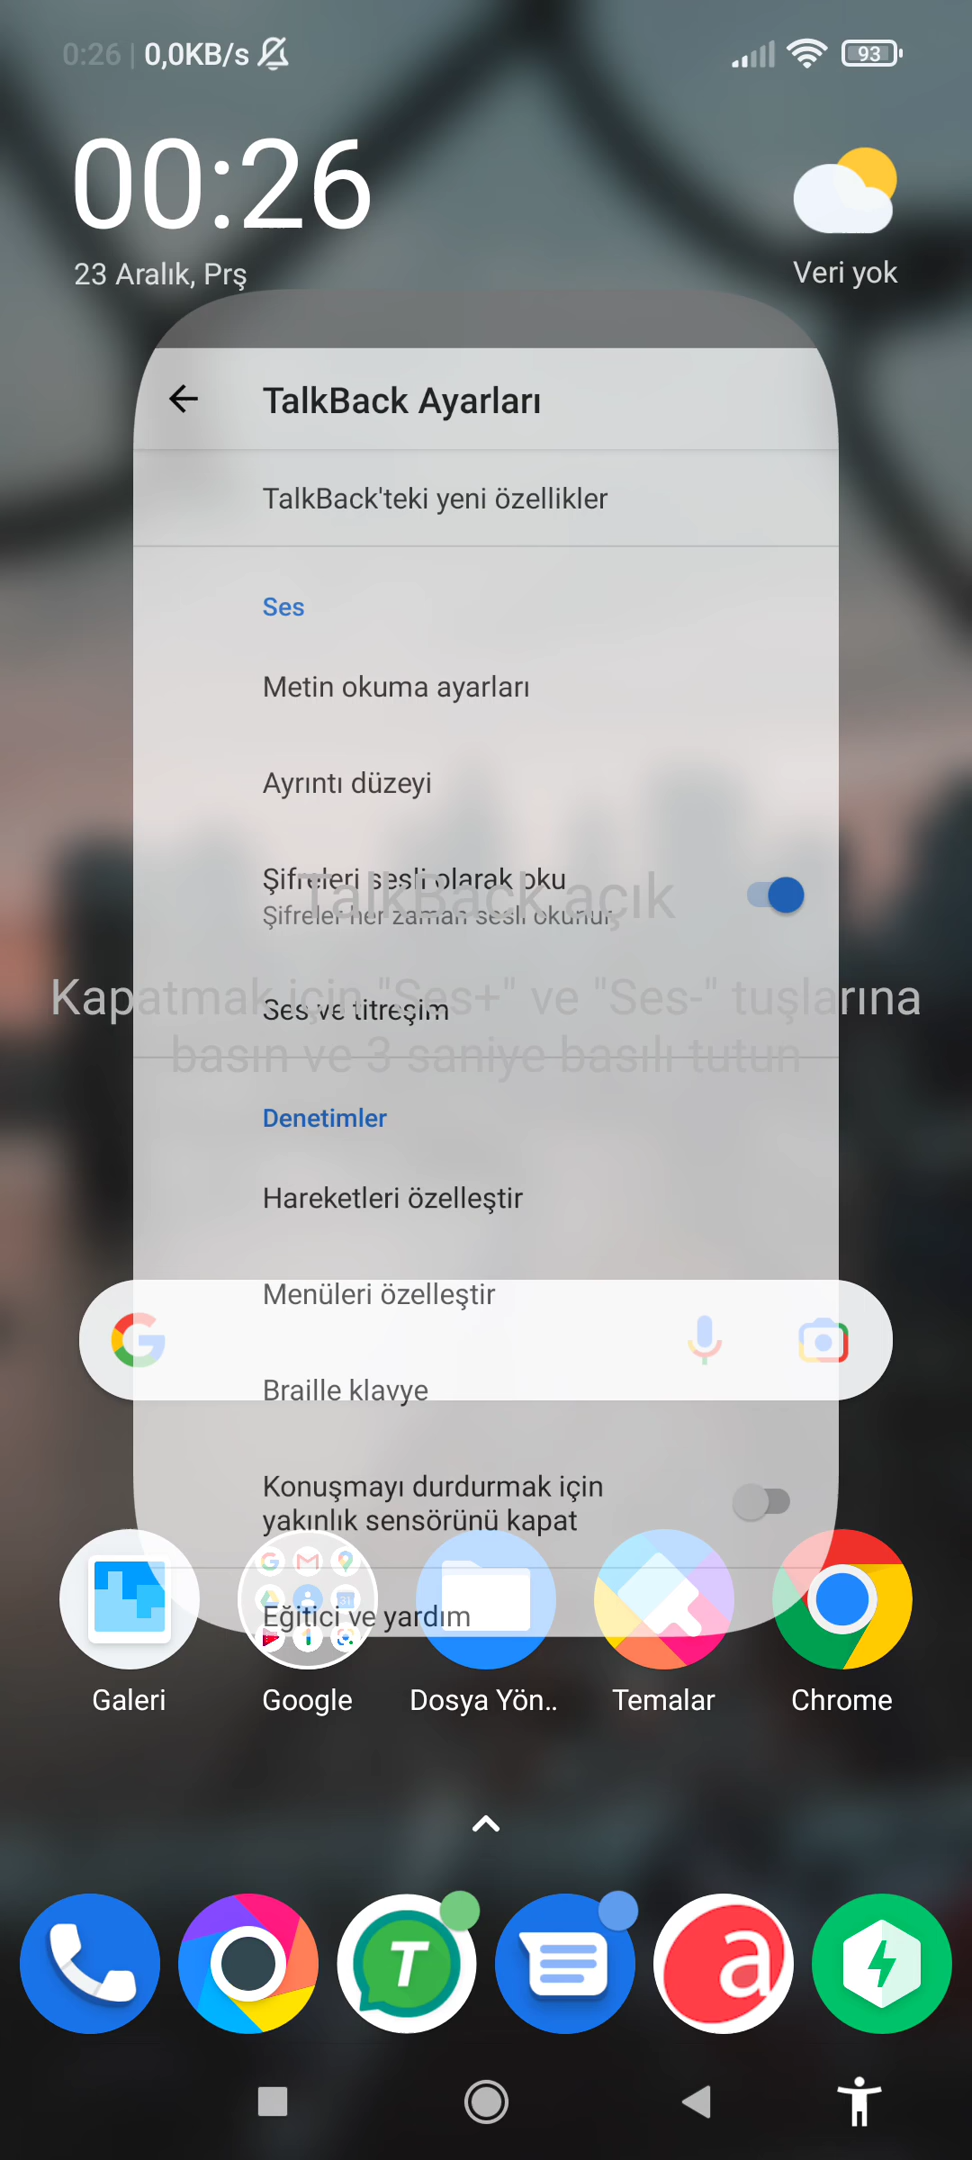 0:26 | 0,0KB/s
93
00:26
23 Aralık, Prş
Veri yok
TalkBack Ayarları
TalkBack'teki yeni özellikler
Ses
Metin okuma ayarları
Ayrıntı düzeyi
Şifreleri sesli olarak oku
Şifreler her zaman sesli okunur
TalkBack açık
Kapatmak için "Ses+" ve "Ses-" tuşlarına
basın ve 3 saniye basılı tutun
Ses ve titreşim
Denetimler
Hareketleri özelleştir
Menüleri özelleştir
Braille klavye
Konuşmayı durdurmak için
yakınlık sensörünü kapat
Eğitici ve yardım
31
Galeri
Google
Dosya Yön..
Temalar
Chrome
T
a